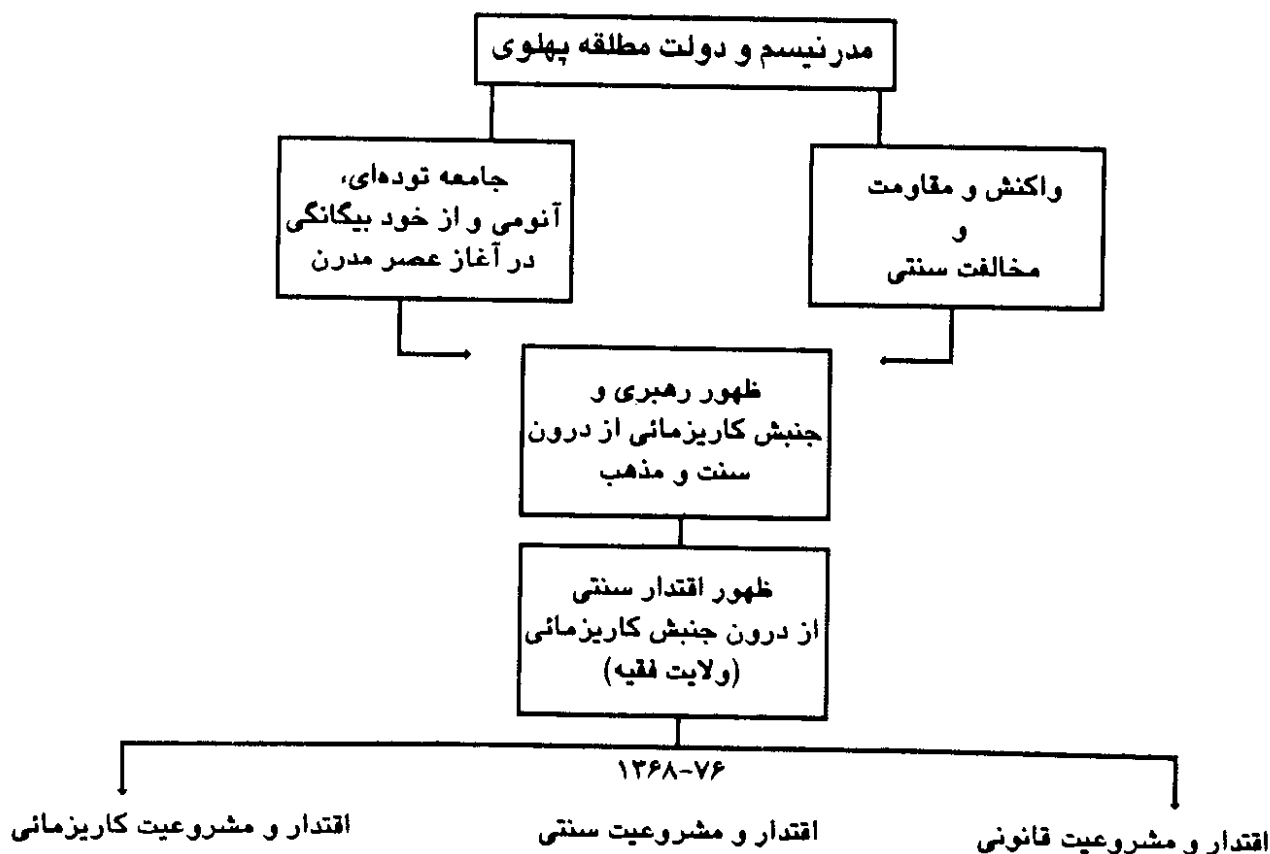 مدرنیسم و دولت مطلقه پهلوی
واکنش و مقاومت
و
مخالفت سنتی
جامعه توده‌ای،
آنومی و از خود بیگانگی
در آغاز عصر مدرن
ظهور رهبری و
جنبش کاریزمائی از درون
سنت و مذهب
ظهور اقتدار سنتی
از درون جنبش کاریزمائی
(ولایت فقیه)
۱۳۶۸-۷۶
اقتدار و مشروعیت قانونی
اقتدار و مشروعیت سنتی
اقتدار و مشروعیت کاریزمائی